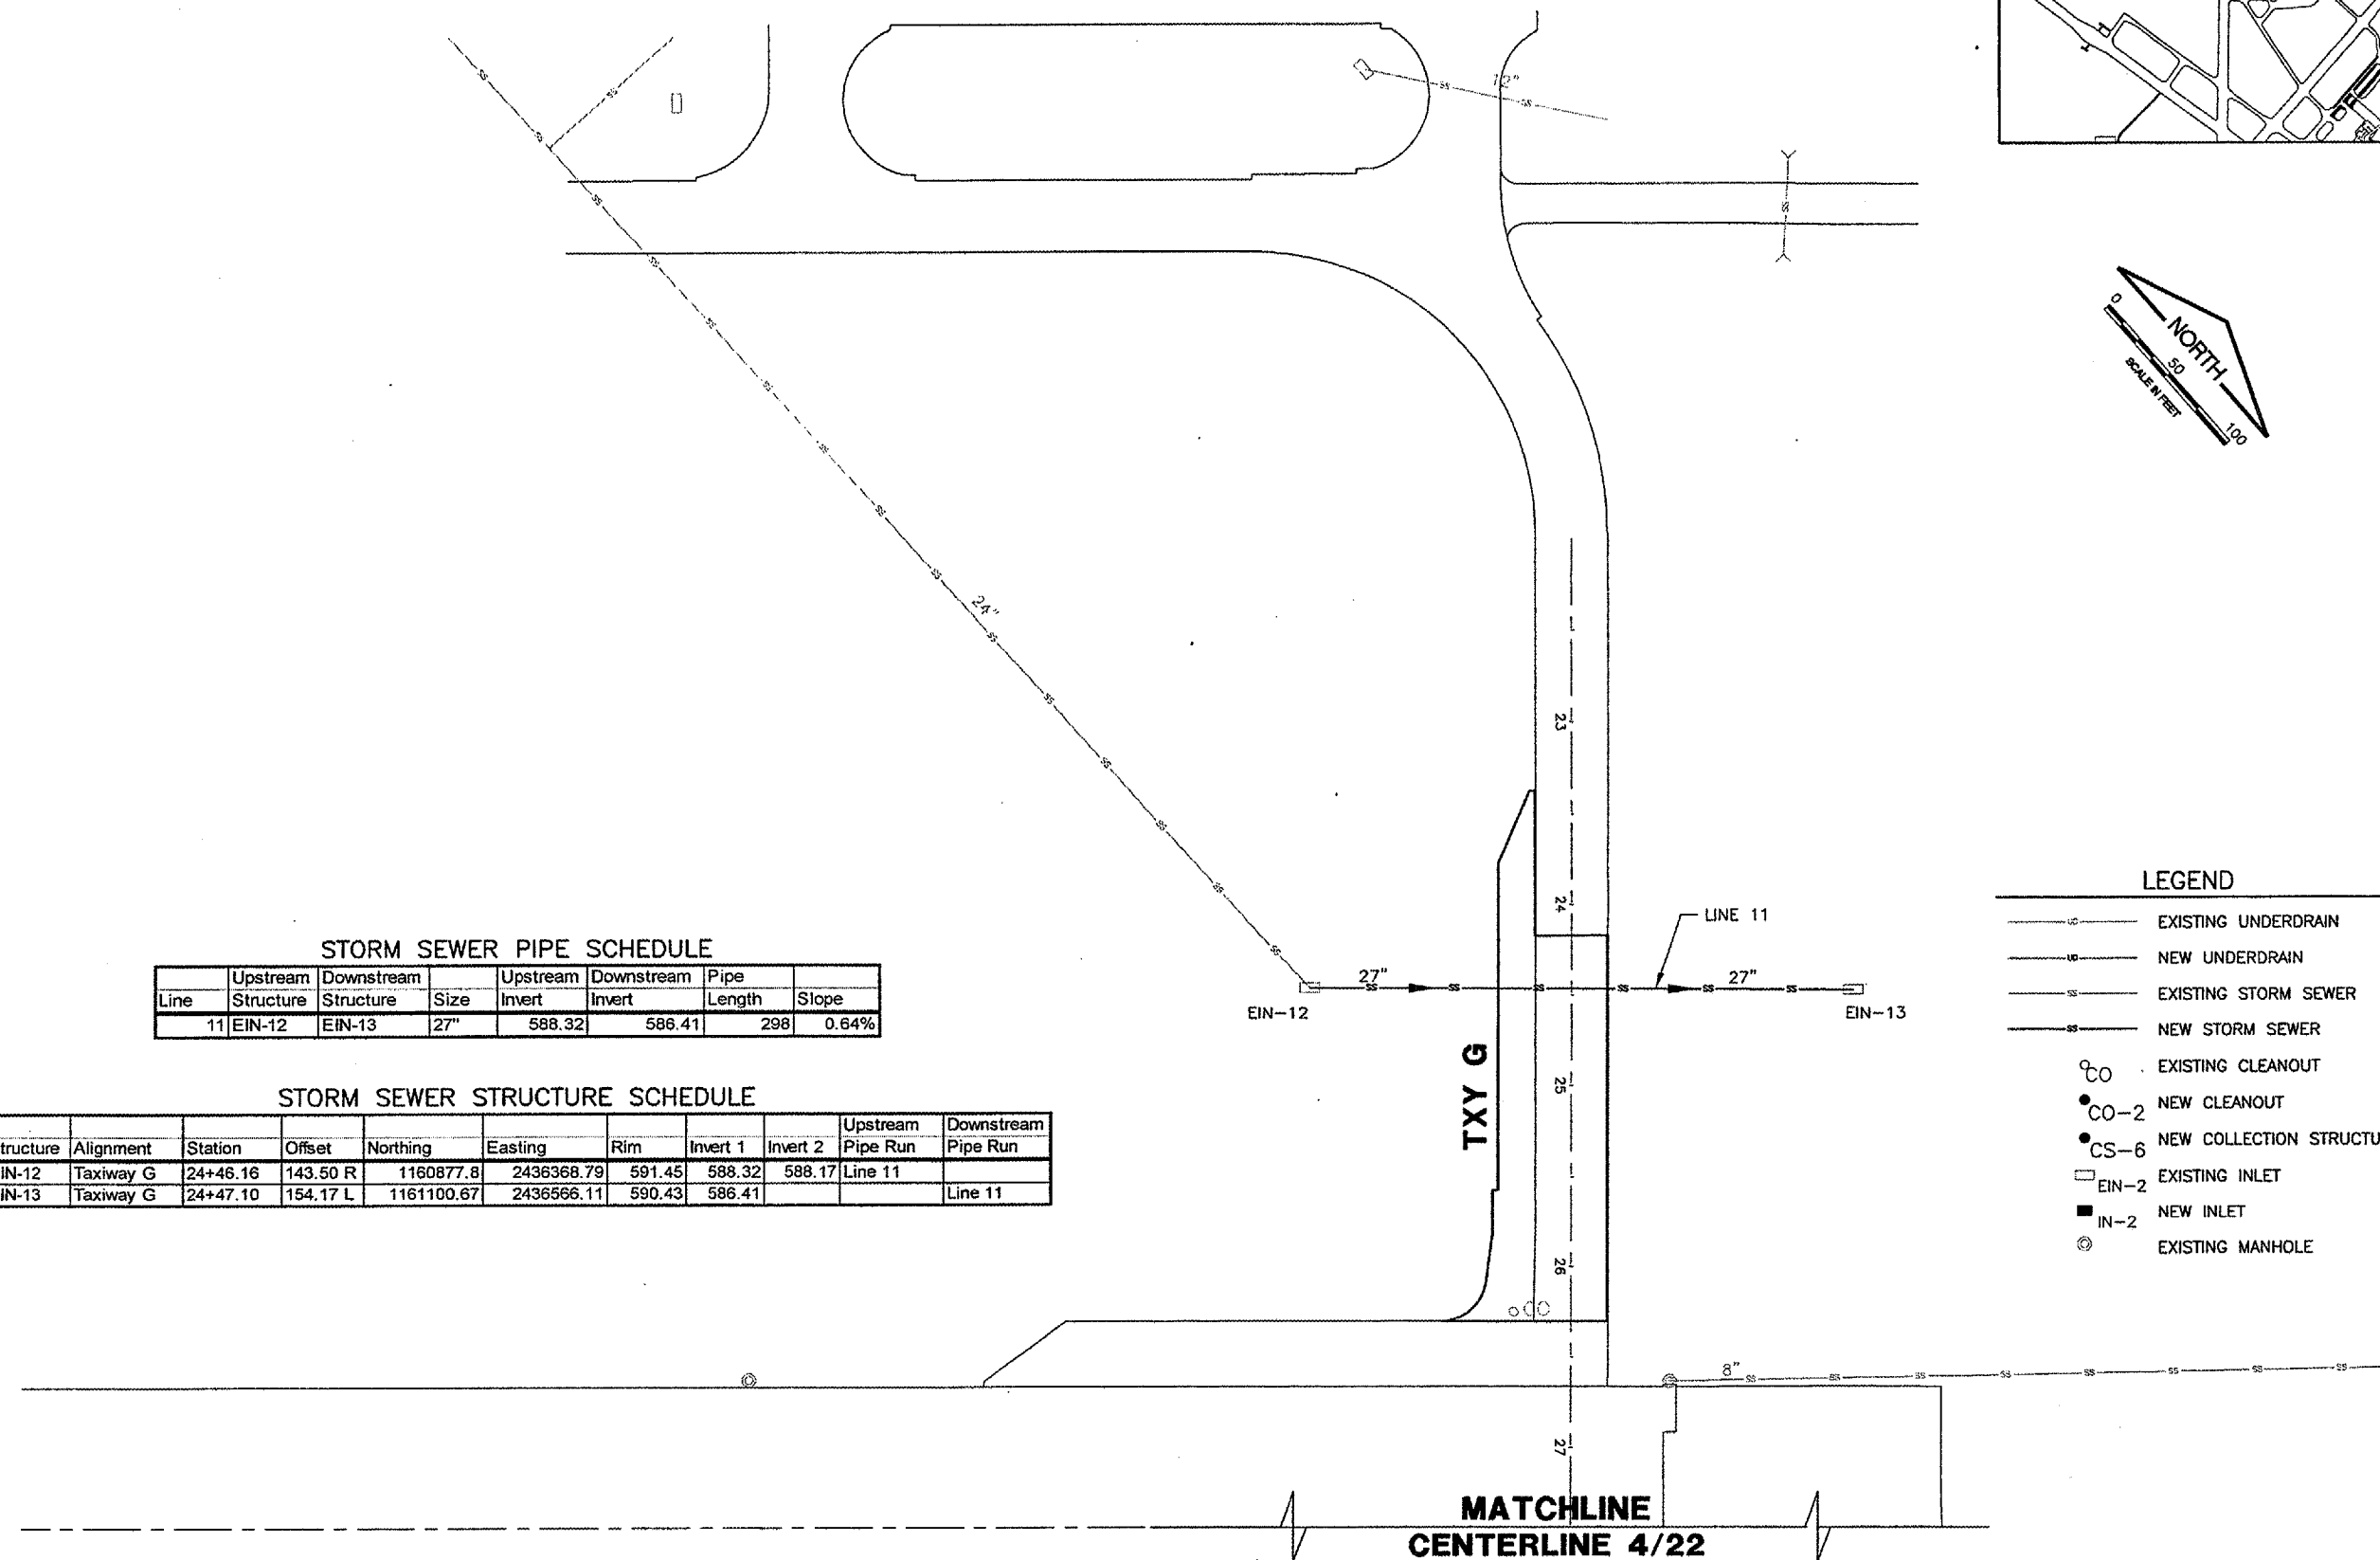 12"
NORTH
0
50
100
SCALE IN FEET
24"
23
24
LINE 11
27"
27"
EIN-12
EIN-13
TXY G
25
26
8"
27
MATCHLINE
CENTERLINE 4/22
STORM SEWER PIPE SCHEDULE
Upstream Downstream Upstream Downstream Pipe
Line Structure Structure Size Invert Invert Length Slope
11 EIN-12 EIN-13 27" 588.32 586.41 298 0.64%
STORM SEWER STRUCTURE SCHEDULE
Upstream Downstream
tructure Alignment Station Offset Northing Easting Rim Invert 1 Invert 2 Pipe Run Pipe Run
IN-12 Taxiway G 24+46.16 143.50 R 1160877.8 2436368.79 591.45 588.32 588.17 Line 11
IN-13 Taxiway G 24+47.10 154.17 L 1161100.67 2436566.11 590.43 586.41 Line 11
LEGEND
UD EXISTING UNDERDRAIN
UD NEW UNDERDRAIN
SS EXISTING STORM SEWER
SS NEW STORM SEWER
CO EXISTING CLEANOUT
CO-2 NEW CLEANOUT
CS-6 NEW COLLECTION STRUCTU
EIN-2 EXISTING INLET
IN-2 NEW INLET
EXISTING MANHOLE